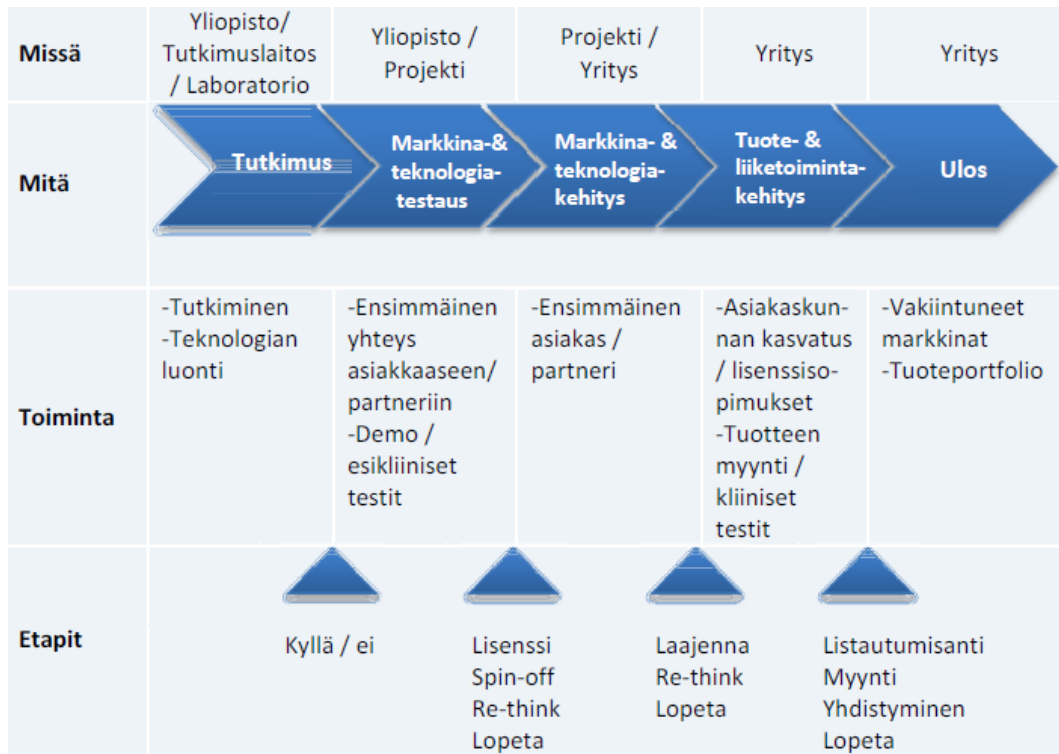 Missä
Yliopisto/
Tutkimuslaitos
/ Laboratorio
Yliopisto /
Projekti
Projekti /
Yritys
Yritys
Yritys
Mitä
Tutkimus
Markkina-&
teknologia-
testaus
Markkina- &
teknologia-
kehitys
Tuote- &
liiketoiminta-
kehitys
Ulos
Toiminta
-Tutkiminen
-Teknologian
luonti
-Ensimmäinen
yhteys
asiakkaaseen/
partneriin
-Demo /
esikliiniset
testit
-Ensimmäinen
asiakas /
partneri
-Asiakaskun-
nan kasvatus
/ lisenssiso-
pimukset
-Tuotteen
myynti /
kliiniset
testit
-Vakiintuneet
markkinat
-Tuoteportfolio
Etapit
Kyllä / ei
Lisenssi
Spin-off
Re-think
Lopeta
Laajenna
Re-think
Lopeta
Listautumisanti
Myynti
Yhdistyminen
Lopeta